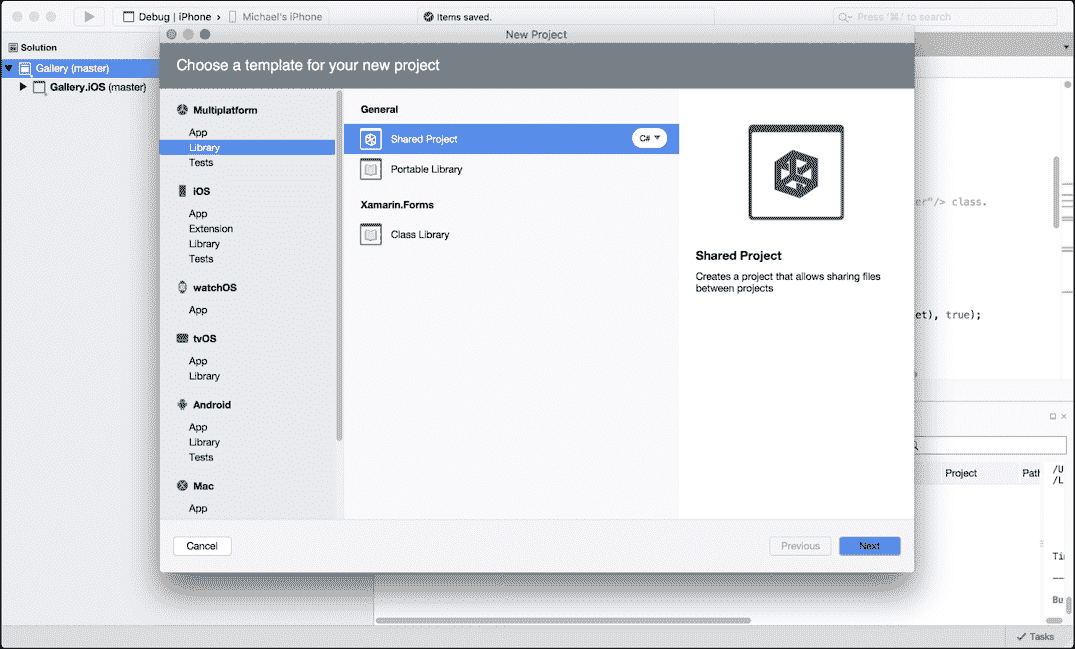 Debug | iPhone › Michael's iPhone
Items saved.
Press '⌘.' to search
New Project
Solution
Choose a template for your new project
Gallery (master)
Gallery.iOS (master)
Multiplatform
App
Library
Tests
iOS
App
Extension
Library
Tests
watchOS
App
tvOS
App
Library
Android
App
Library
Tests
Mac
App
General
Shared Project
C#
Portable Library
Xamarin.Forms
Class Library
Shared Project
Creates a project that allows sharing files
between projects
er"/> class.
et), true);
Project
Path
/U
/L
Ti
Bu
Cancel
Previous
Next
Tasks